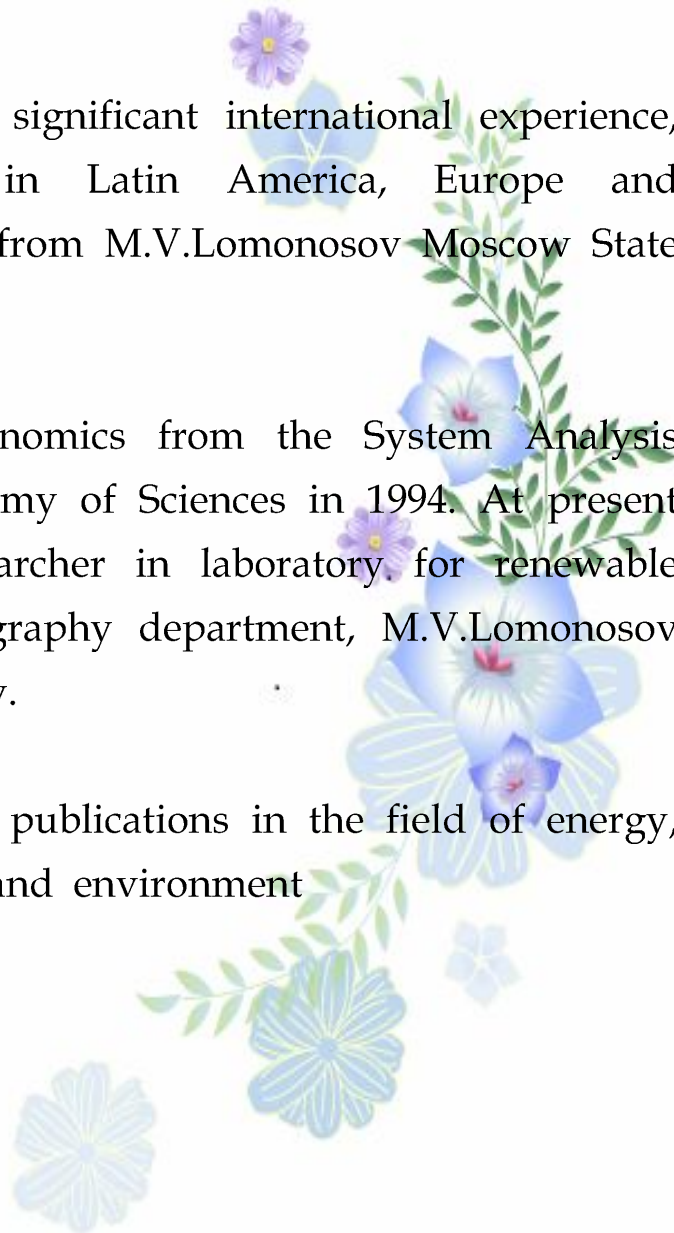 significant international experience,
in Latin America, Europe and
from M.V.Lomonosov Moscow State
nomics from the System Analysis
my of Sciences in 1994. At present
archer in laboratory for renewable
graphy department, M.V.Lomonosov
y.
publications in the field of energy,
and environment